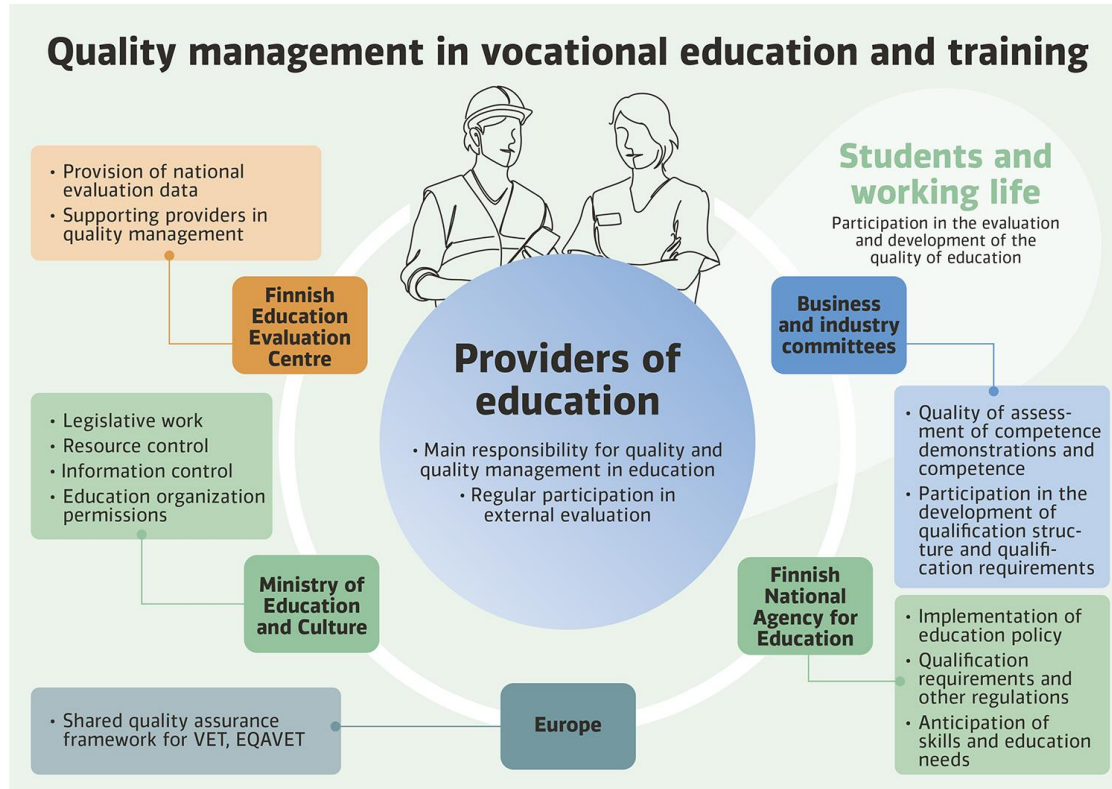 Quality management in vocational education and training
• Provision of national
evaluation data
• Supporting providers in
quality management
Finnish
Education
Evaluation
Centre
• Legislative work
• Resource control
• Information control
• Education organization
permissions
Ministry of
Education
and Culture
• Shared quality assurance
framework for VET, EQAVET
Europe
Providers of
education
• Main responsibility for quality and
quality management in education
• Regular participation in
external evaluation
Students and
working life
Participation in the evaluation
and development of the
quality of education
Business
and industry
committees
• Quality of assess-
ment of competence
demonstrations and
competence
• Participation in the
development of
qualification struc-
ture and qualifi-
cation requirements
Finnish
National
Agency for
Education
• Implementation of
education policy
• Qualification
requirements and
other regulations
• Anticipation of
skills and education
needs